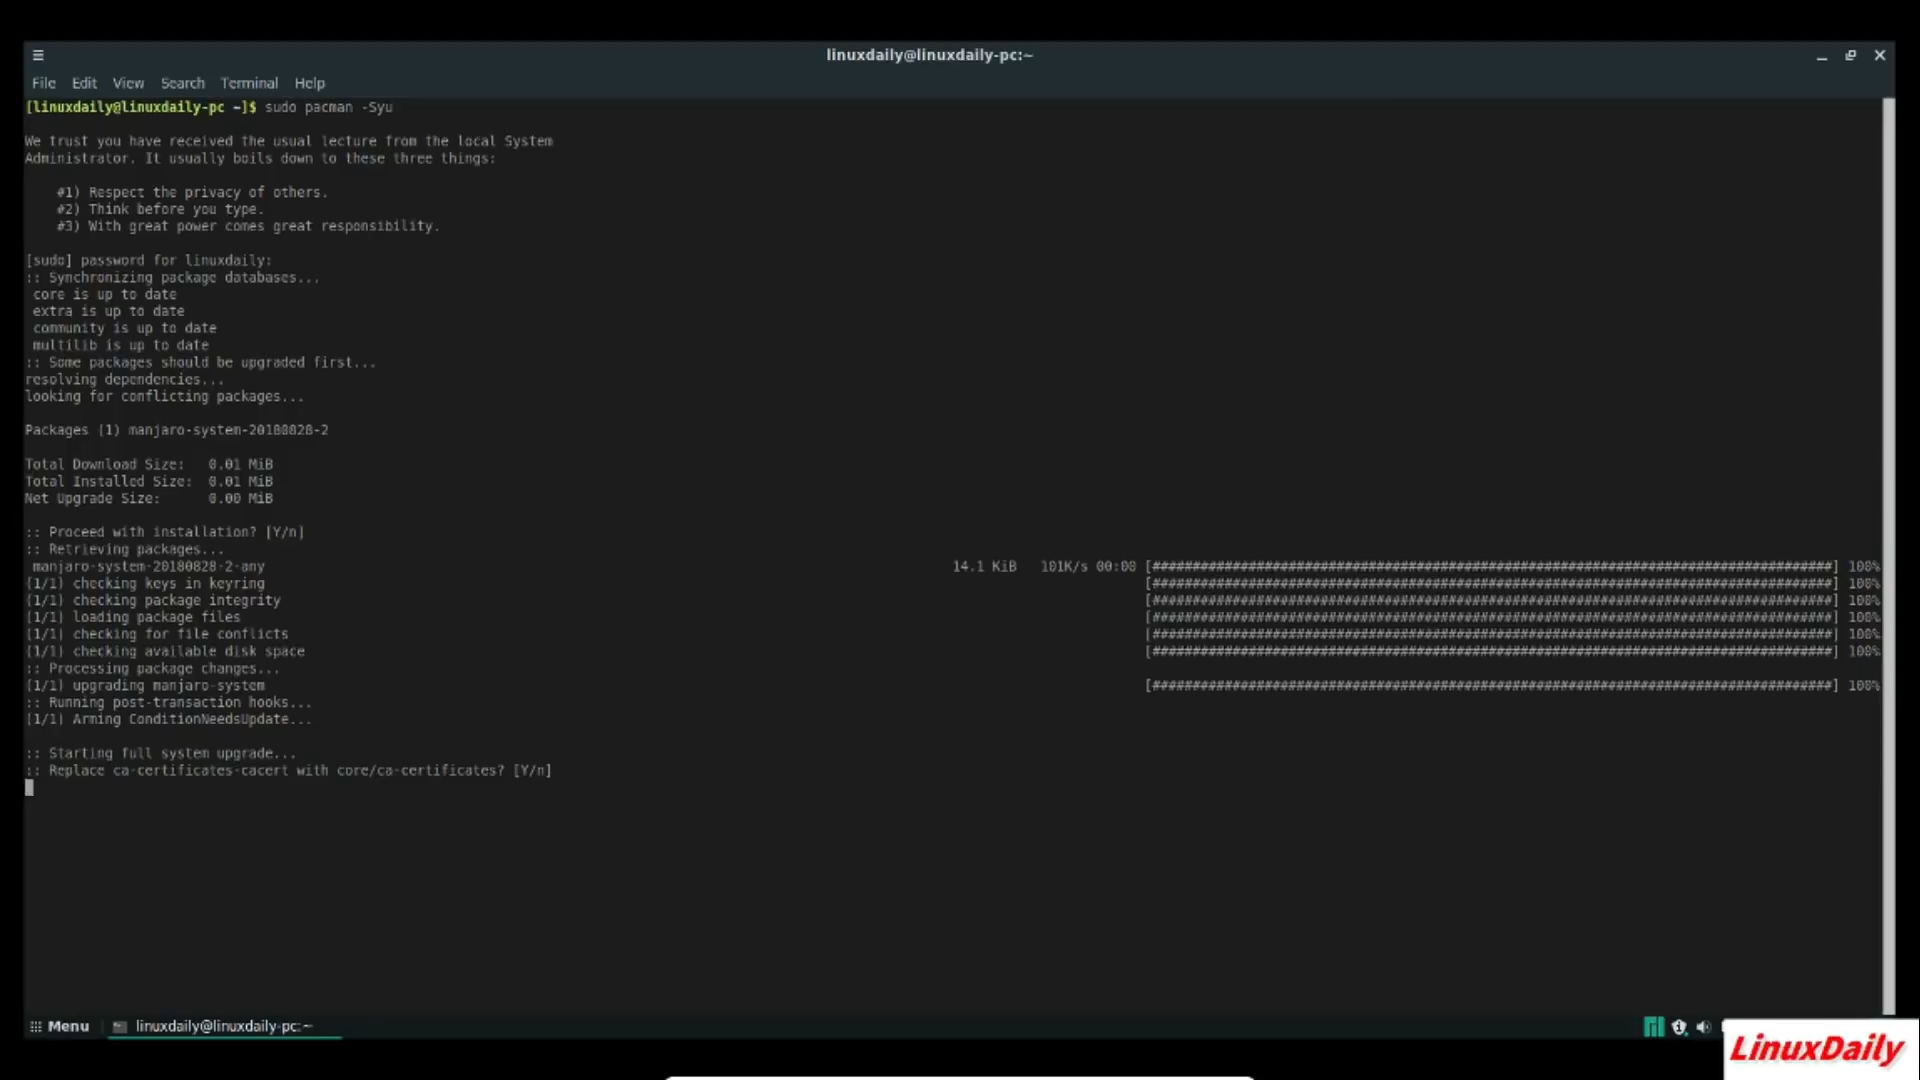 linuxdaily@linuxdaily-pc:~
File Edit View Search Terminal Help
[linuxdaily@linuxdaily-pc ~]$ sudo pacman -Syu
We trust you have received the usual lecture from the local System
Administrator. It usually boils down to these three things:
#1) Respect the privacy of others.
#2) Think before you type.
#3) With great power comes great responsibility.
[sudo] password for linuxdaily:
:: Synchronizing package databases...
core is up to date
extra is up to date
community is up to date
multilib is up to date
:: Some packages should be upgraded first...
resolving dependencies...
looking for conflicting packages...
Packages (1) manjaro-system-20180828-2
Total Download Size: 0.01 MiB
Total Installed Size: 0.01 MiB
Net Upgrade Size: 0.00 MiB
:: Proceed with installation? [Y/n]
:: Retrieving packages...
manjaro-system-20180828-2-any 14.1 KiB 101K/s 00:00 [#####################################################################################] 100%
(1/1) checking keys in keyring [#####################################################################################] 100%
(1/1) checking package integrity [#####################################################################################] 100%
(1/1) loading package files [#####################################################################################] 100%
(1/1) checking for file conflicts [#####################################################################################] 100%
(1/1) checking available disk space [#####################################################################################] 100%
:: Processing package changes...
(1/1) upgrading manjaro-system [#####################################################################################] 100%
:: Running post-transaction hooks...
(1/1) Arming ConditionNeedsUpdate...
:: Starting full system upgrade...
:: Replace ca-certificates-cacert with core/ca-certificates? [Y/n]
Menu linuxdaily@linuxdaily-pc:~
LinuxDaily